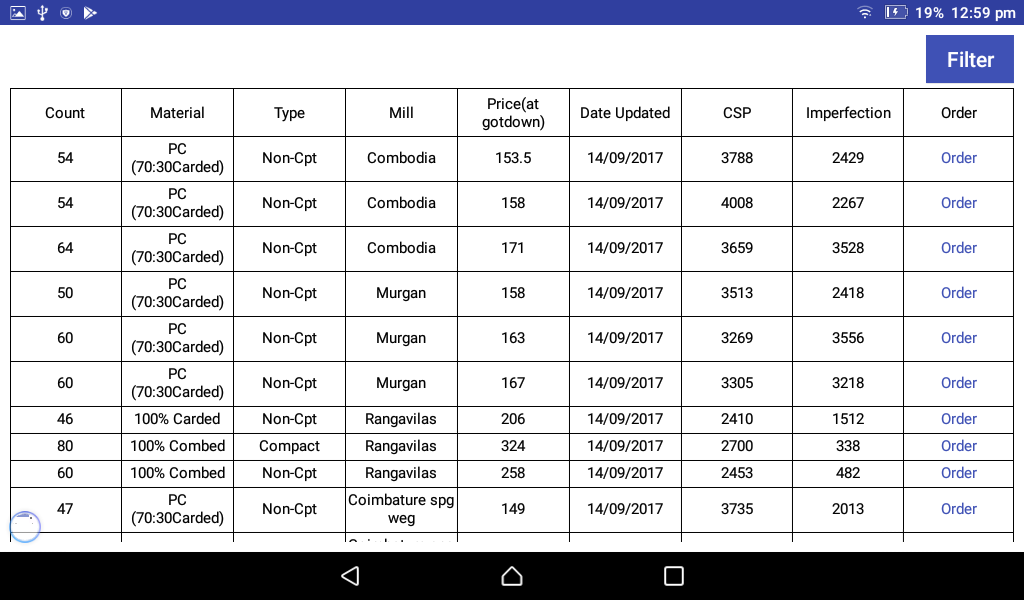 19% 12:59 pm
Filter
Count Material Type Mill Price(at gotdown) Date Updated CSP Imperfection Order
54 PC (70:30Carded) Non-Cpt Combodia 153.5 14/09/2017 3788 2429 Order
54 PC (70:30Carded) Non-Cpt Combodia 158 14/09/2017 4008 2267 Order
64 PC (70:30Carded) Non-Cpt Combodia 171 14/09/2017 3659 3528 Order
50 PC (70:30Carded) Non-Cpt Murgan 158 14/09/2017 3513 2418 Order
60 PC (70:30Carded) Non-Cpt Murgan 163 14/09/2017 3269 3556 Order
60 PC (70:30Carded) Non-Cpt Murgan 167 14/09/2017 3305 3218 Order
46 100% Carded Non-Cpt Rangavilas 206 14/09/2017 2410 1512 Order
80 100% Combed Compact Rangavilas 324 14/09/2017 2700 338 Order
60 100% Combed Non-Cpt Rangavilas 258 14/09/2017 2453 482 Order
47 PC (70:30Carded) Non-Cpt Coimbature spg weg 149 14/09/2017 3735 2013 Order